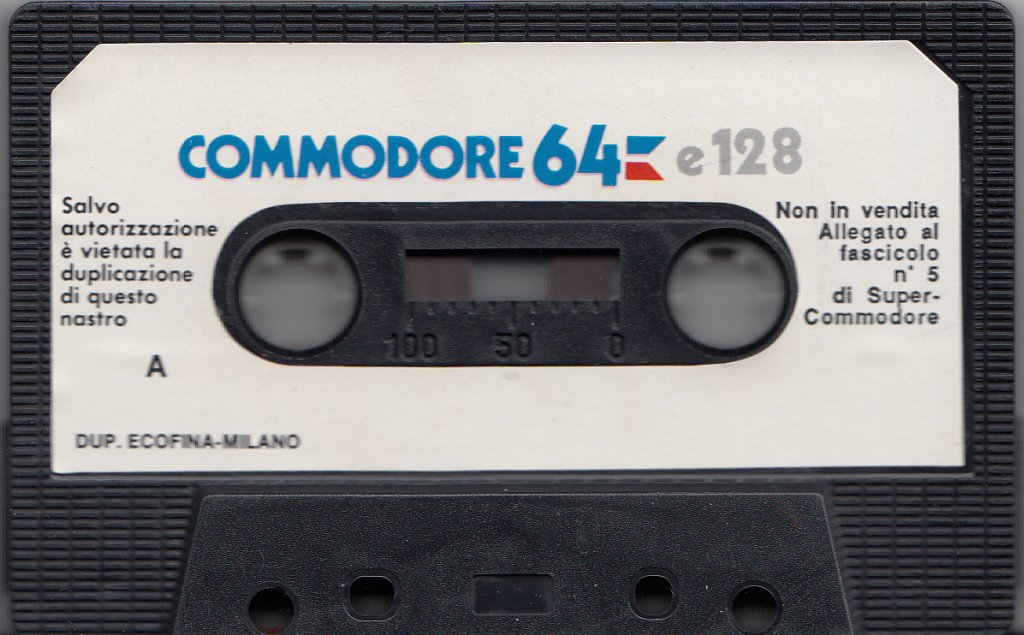 COMMODORE 64 e 128
Salvo
autorizzazione
è vietata la
duplicazione
di questo
nastro
A
Non in vendita
Allegato al
fascicolo
n° 5
di Super-
Commodore
100 50 0
DUP. ECOFINA-MILANO